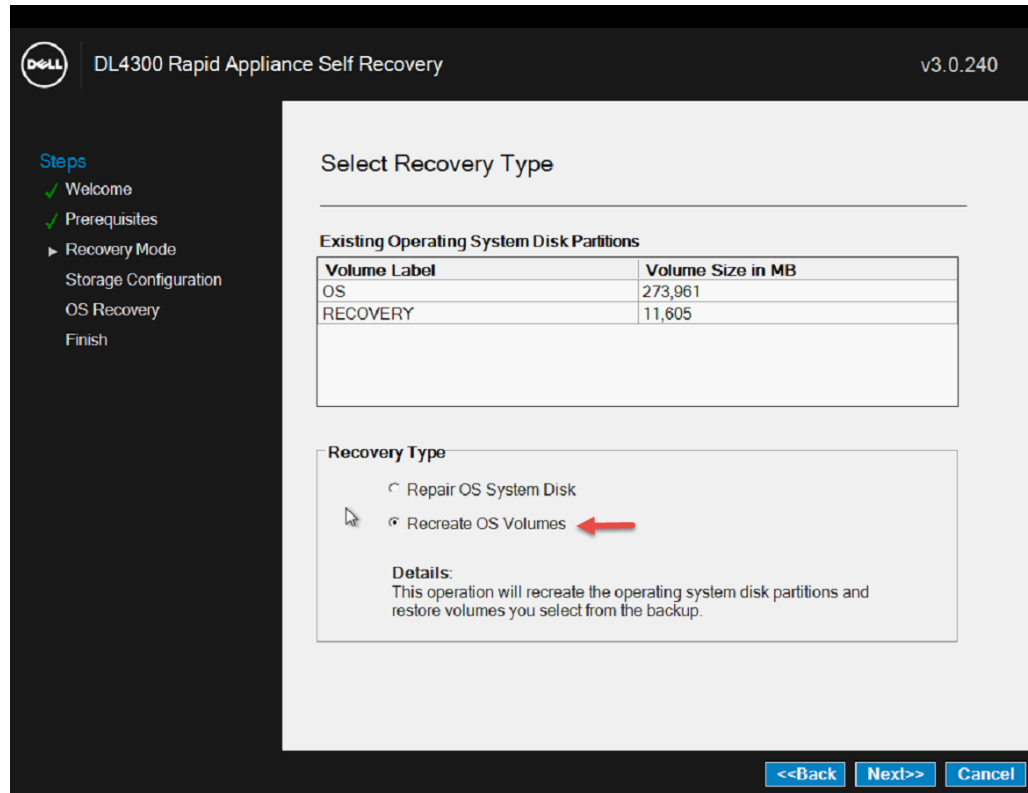 DELL
DL4300 Rapid Appliance Self Recovery
v3.0.240
Steps
Welcome
Prerequisites
Recovery Mode
Storage Configuration
OS Recovery
Finish
Select Recovery Type
Existing Operating System Disk Partitions
Volume Label Volume Size in MB
OS 273,961
RECOVERY 11,605
Recovery Type
Repair OS System Disk
Recreate OS Volumes
Details:
This operation will recreate the operating system disk partitions and
restore volumes you select from the backup.
<<Back Next>> Cancel